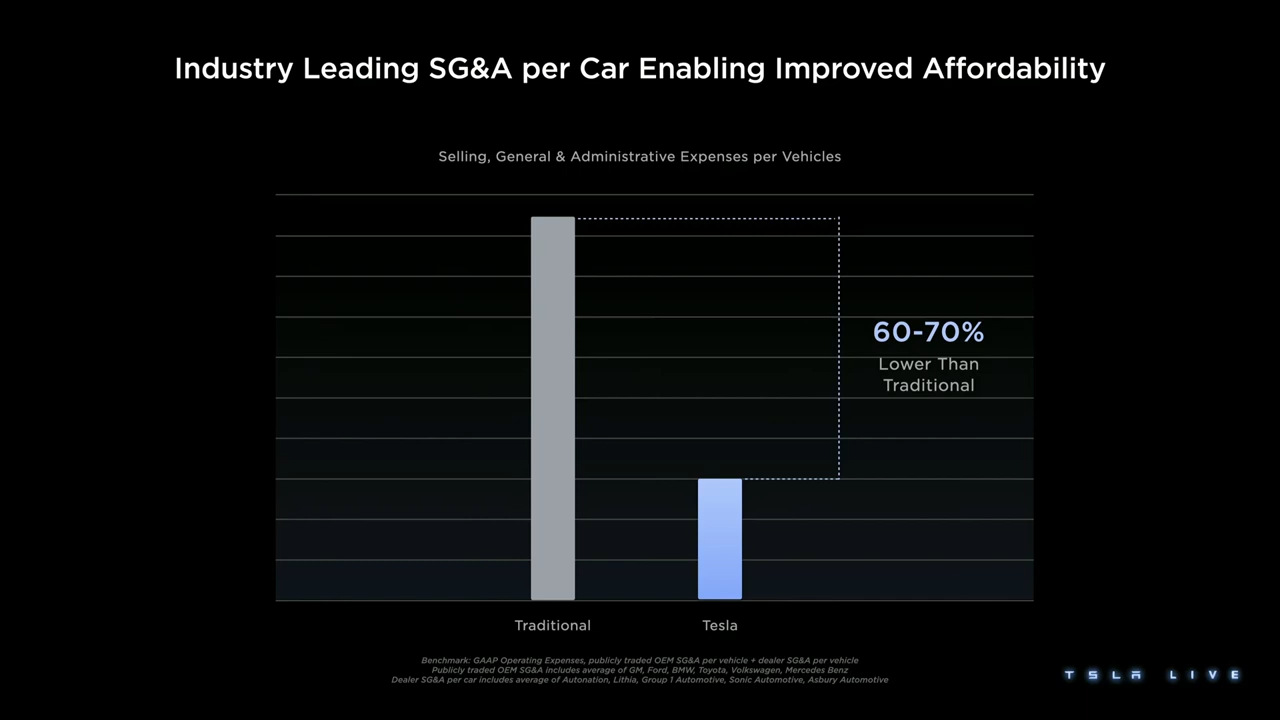 Industry Leading SG&A per Car Enabling Improved Affordability
Selling, General & Administrative Expenses per Vehicles
60-70%
Lower Than
Traditional
Traditional
Tesla
Benchmark: GAAP Operating Expenses, publicly traded OEM SG&A per vehicle + dealer SG&A per vehicle
Publicly traded OEM SG&A includes average of GM, Ford, BMW, Toyota, Volkswagen, Mercedes Benz
Dealer SG&A per car includes average of Autonation, Lithia, Group 1 Automotive, Sonic Automotive, Asbury Automotive
TSLA LIVE